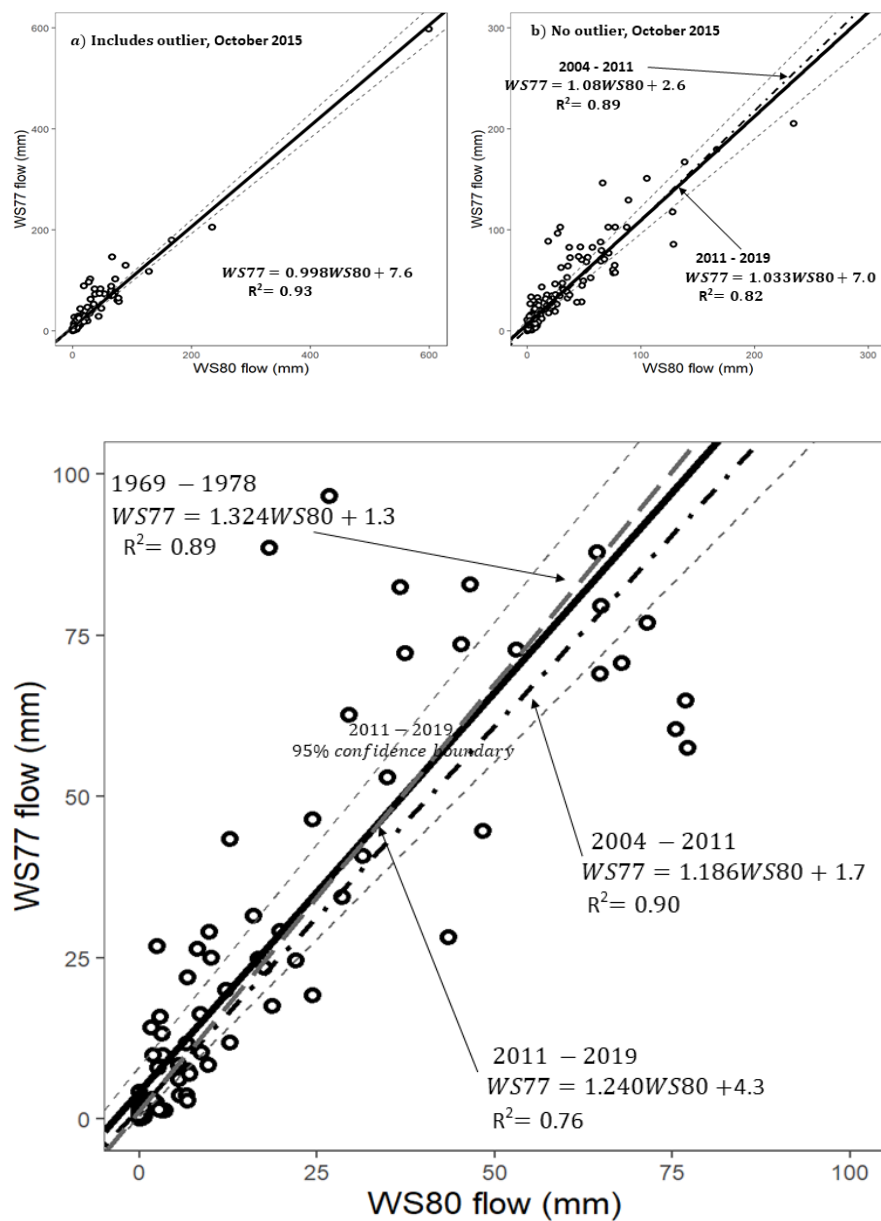 a) Includes outlier, October 2015
WS77 flow (mm)
600
400
200
0
WS77 = 0.998WS80 + 7.6
R²= 0.93
0 200 400 600
WS80 flow (mm)
b) No outlier, October 2015
WS77 flow (mm)
300
200
100
0
2004 - 2011
WS77 = 1.08WS80 + 2.6
R²= 0.89
2011 - 2019
WS77 = 1.033WS80 + 7.0
R²= 0.82
0 100 200 300
WS80 flow (mm)
WS77 flow (mm)
100
75
50
25
0
1969 – 1978
WS77 = 1.324WS80 + 1.3
R²= 0.89
2011 – 2019
95% confidence boundary
2004 – 2011
WS77 = 1.186WS80 + 1.7
R²= 0.90
2011 – 2019
WS77 = 1.240WS80 +4.3
R²= 0.76
0 25 50 75 100
WS80 flow (mm)